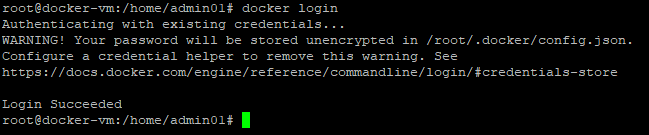 root@docker-vm:/home/admin01# docker login
Authenticating with existing credentials...
WARNING! Your password will be stored unencrypted in /root/.docker/config.json.
Configure a credential helper to remove this warning. See
https://docs.docker.com/engine/reference/commandline/login/#credentials-store

Login Succeeded
root@docker-vm:/home/admin01#